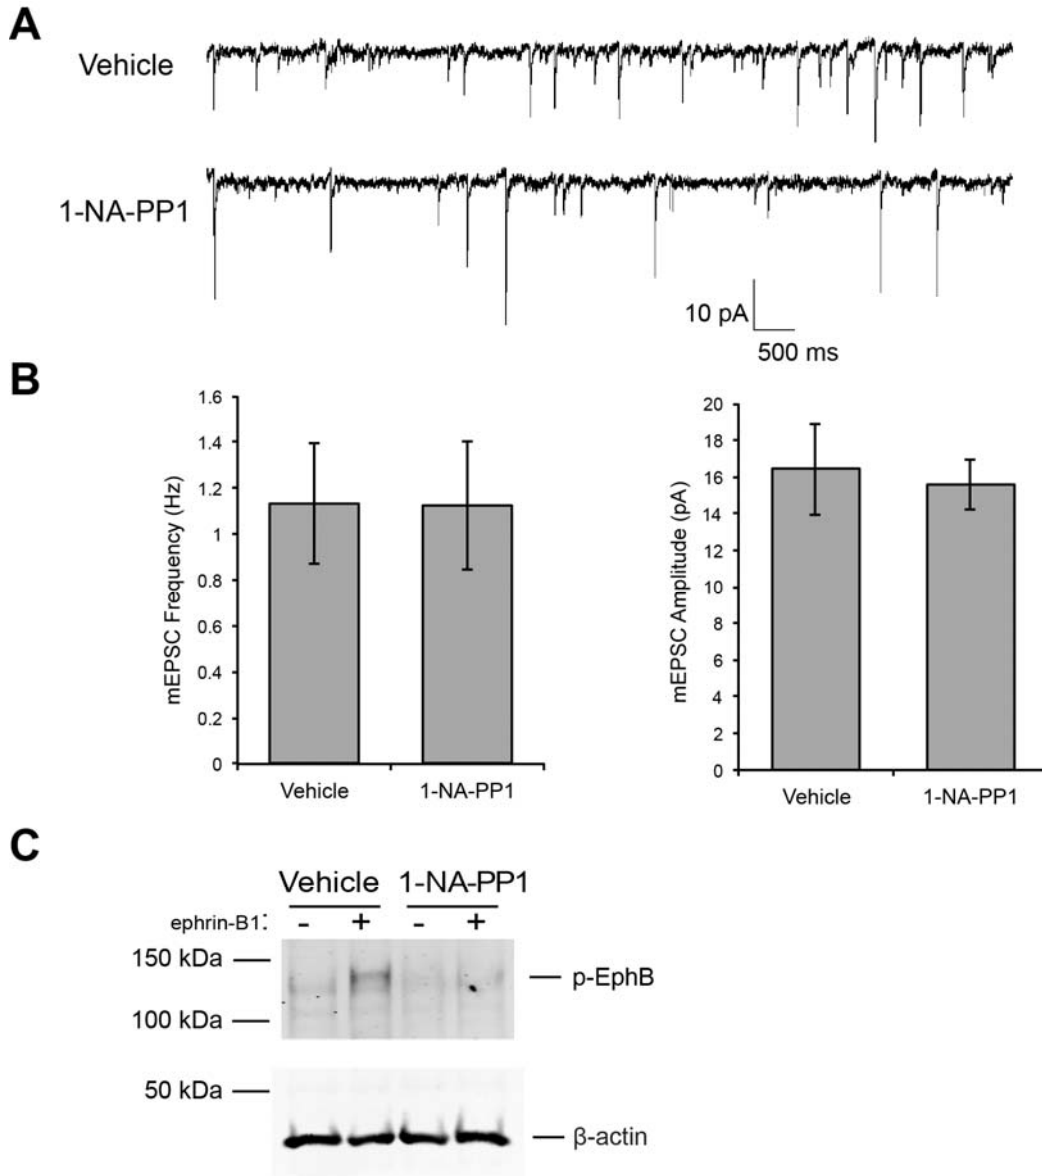 A
Vehicle
1-NA-PP1
10 pA
500 ms
B
mEPSC Frequency (Hz)
1.6
1.4
1.2
1
0.8
0.6
0.4
0.2
0
Vehicle 1-NA-PP1
mEPSC Amplitude (pA)
20
18
16
14
12
10
8
6
4
2
0
Vehicle 1-NA-PP1
C
Vehicle 1-NA-PP1
ephrin-B1: - + - +
150 kDa
p-EphB
100 kDa
50 kDa
β-actin